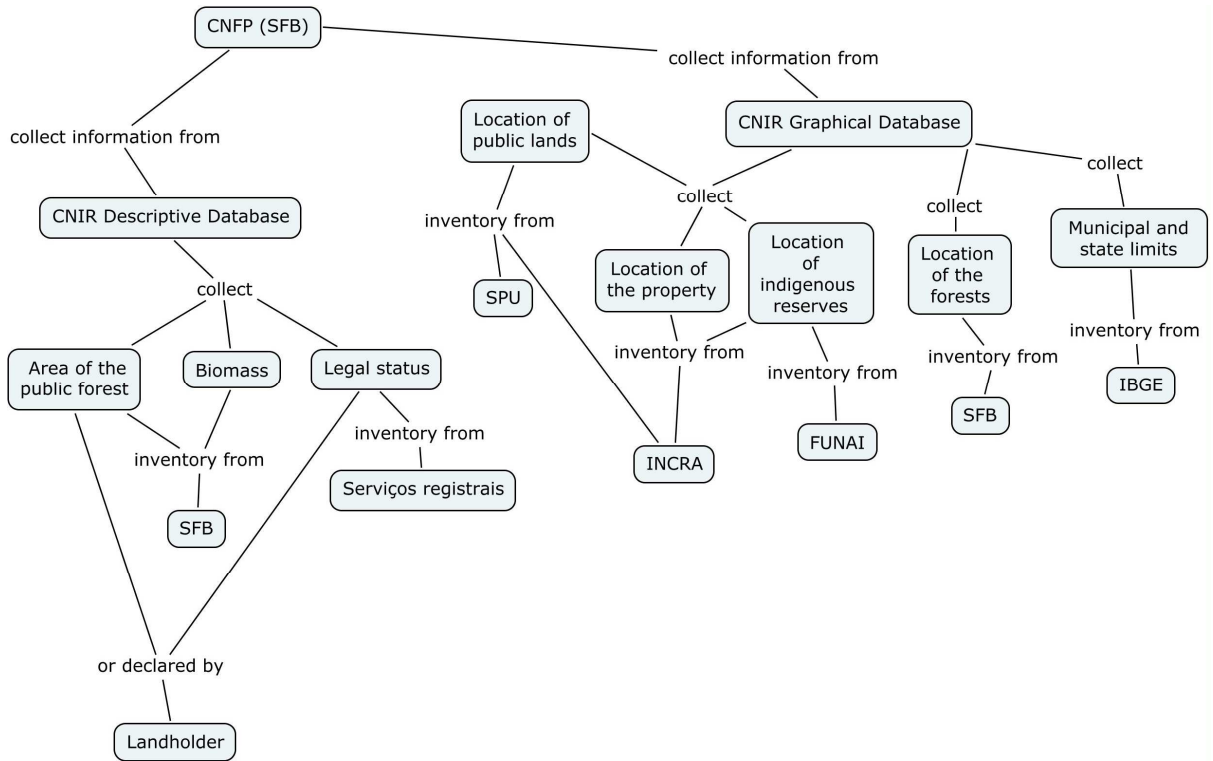 CNFP (SFB)
collect information from
Location of
public lands
CNIR Graphical Database
collect information from
collect
CNIR Descriptive Database
inventory from
collect
collect
Municipal and
state limits
Location of
the property
Location
of
indigenous
reserves
Location
of the
forests
collect
SPU
inventory from
inventory from
inventory from
inventory from
Area of the
public forest
Biomass
Legal status
IBGE
SFB
inventory from
inventory from
INCRA
FUNAI
Serviços registrais
SFB
or declared by
Landholder